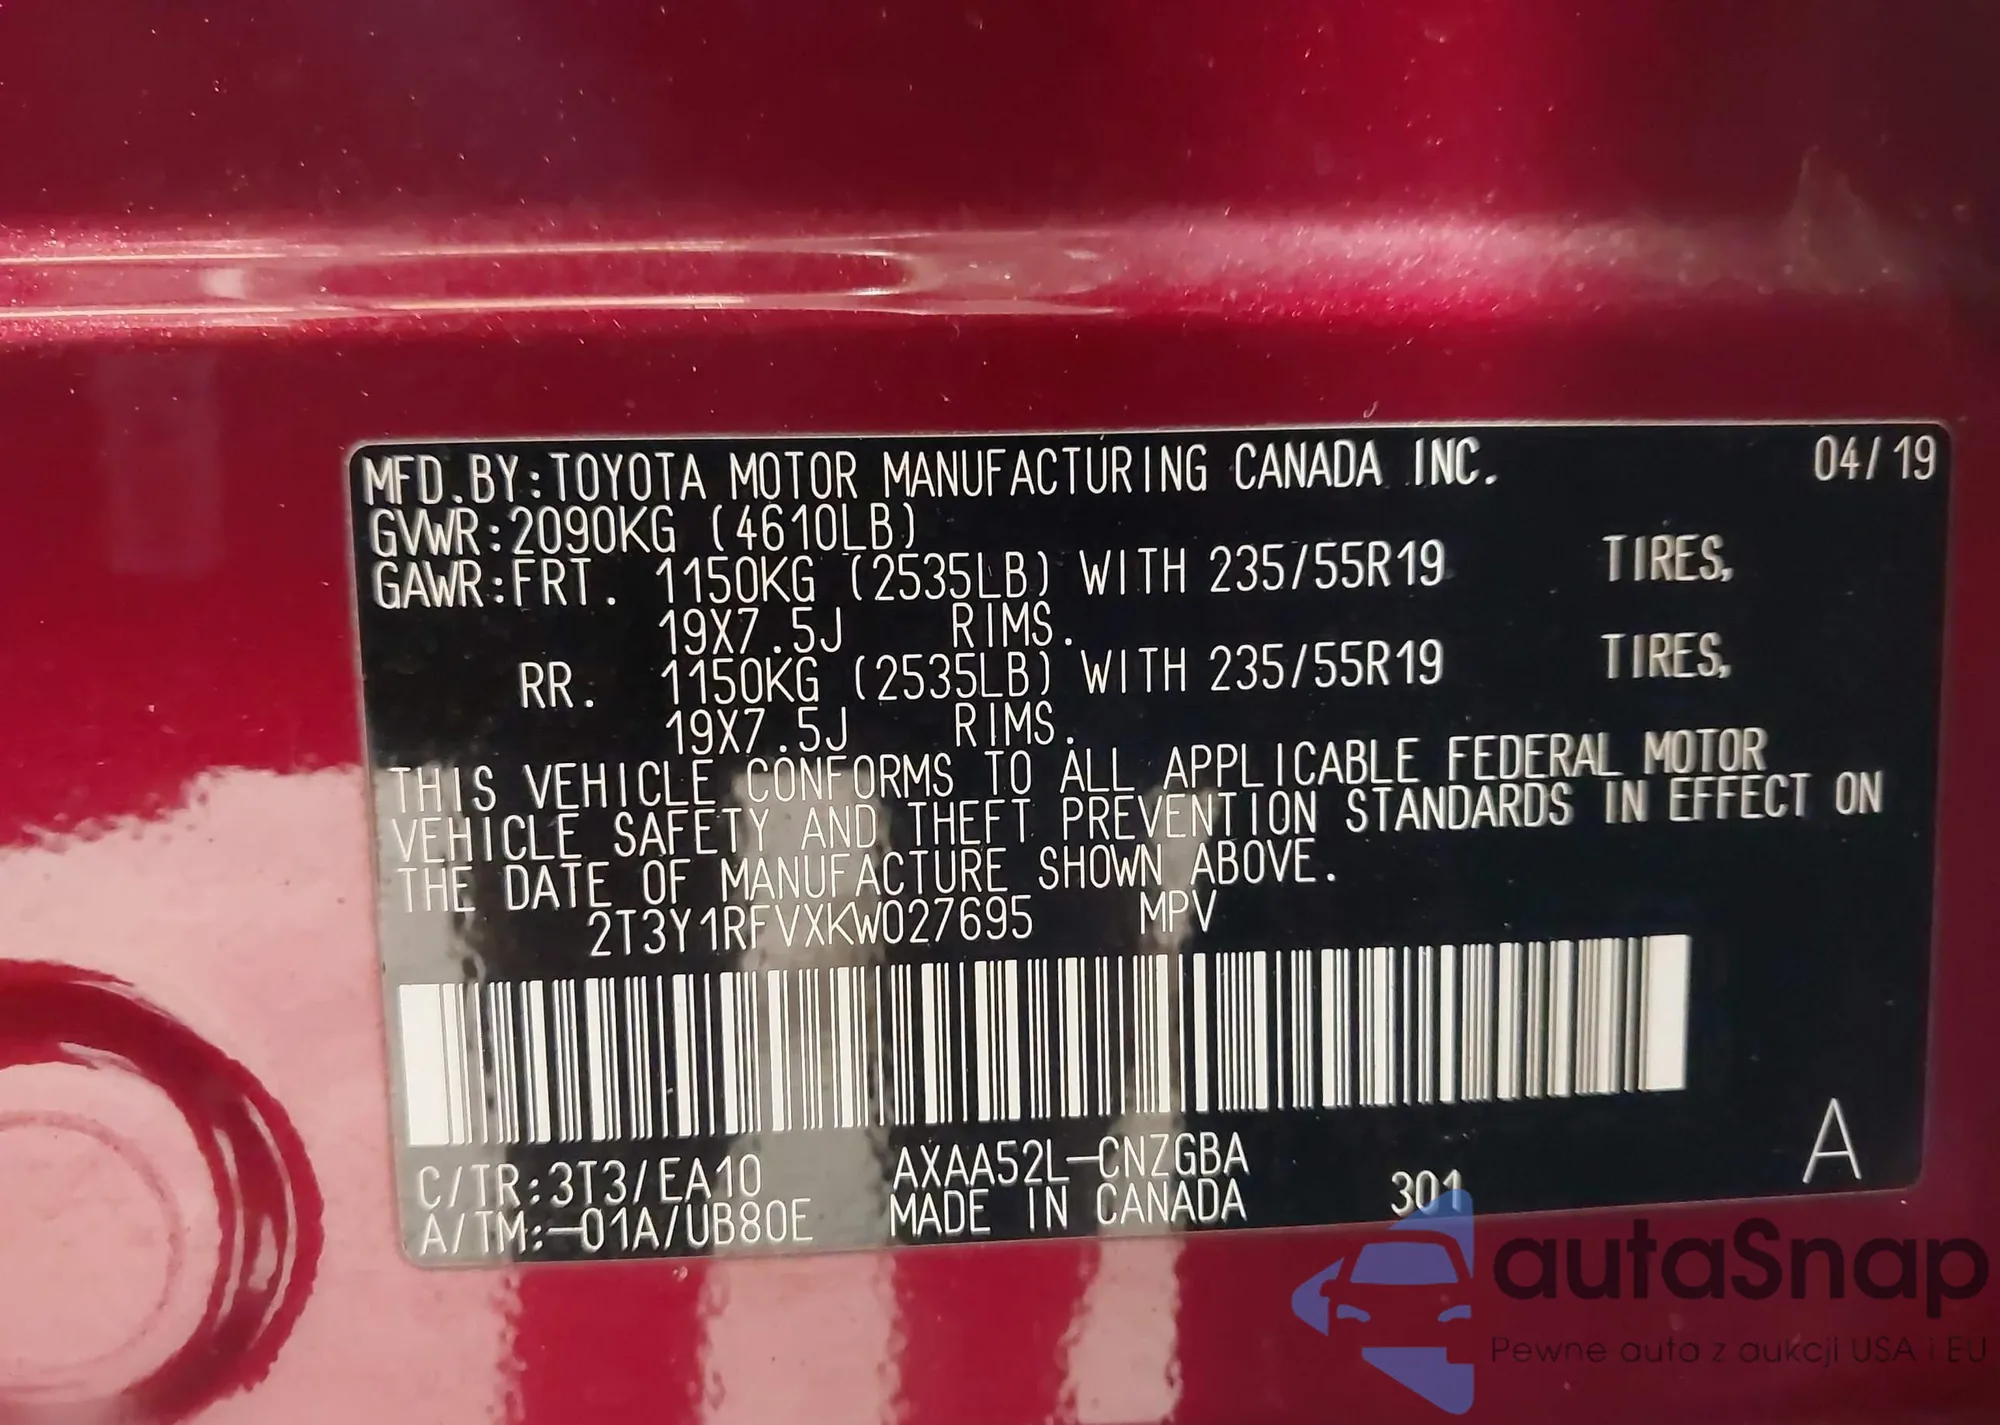 MFD.BY:TOYOTA MOTOR MANUFACTURING CANADA INC. 04/19
GVWR:2090KG (4610LB)
GAWR:FRT. 1150KG (2535LB) WITH 235/55R19 TIRES,
19X7.5J RIMS.
RR. 1150KG (2535LB) WITH 235/55R19 TIRES,
19X7.5J RIMS.
THIS VEHICLE CONFORMS TO ALL APPLICABLE FEDERAL MOTOR
VEHICLE SAFETY AND THEFT PREVENTION STANDARDS IN EFFECT ON
THE DATE OF MANUFACTURE SHOWN ABOVE.
2T3Y1RFVXKW027695 MPV
C/TR:3T3/EA10 AXAA52L-CNZGBA
A/TM:-01A/UB80E MADE IN CANADA 301 A
autaSnap
Pewne auta z aukcji USA i EU